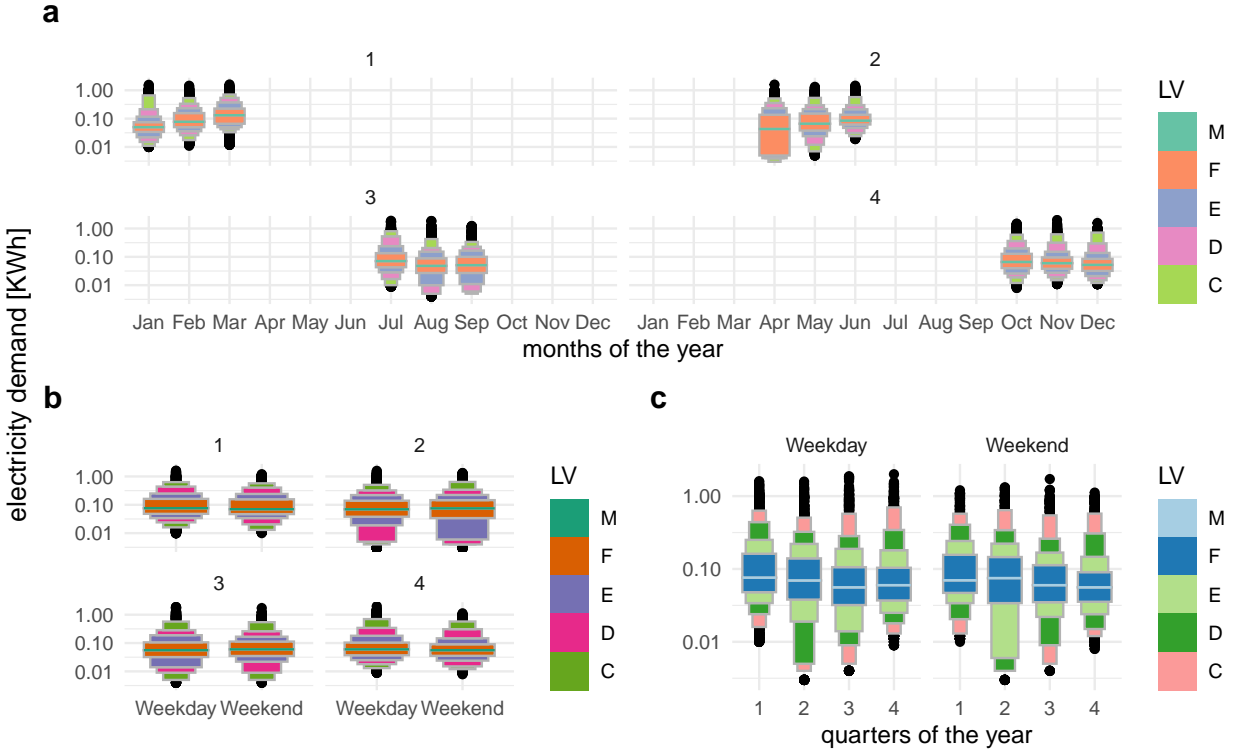 a
1 2
LV
1.00
0.10
0.01
M
F
E
D
C
3 4
1.00
0.10
0.01
Jan Feb Mar Apr May Jun Jul Aug Sep Oct Nov Dec Jan Feb Mar Apr May Jun Jul Aug Sep Oct Nov Dec
months of the year
electricity demand [KWh]
b
1 2
1.00
0.10
0.01
3 4
1.00
0.10
0.01
Weekday Weekend Weekday Weekend
LV
M
F
E
D
C
c
Weekday Weekend
1.00
0.10
0.01
1 2 3 4 1 2 3 4
quarters of the year
LV
M
F
E
D
C